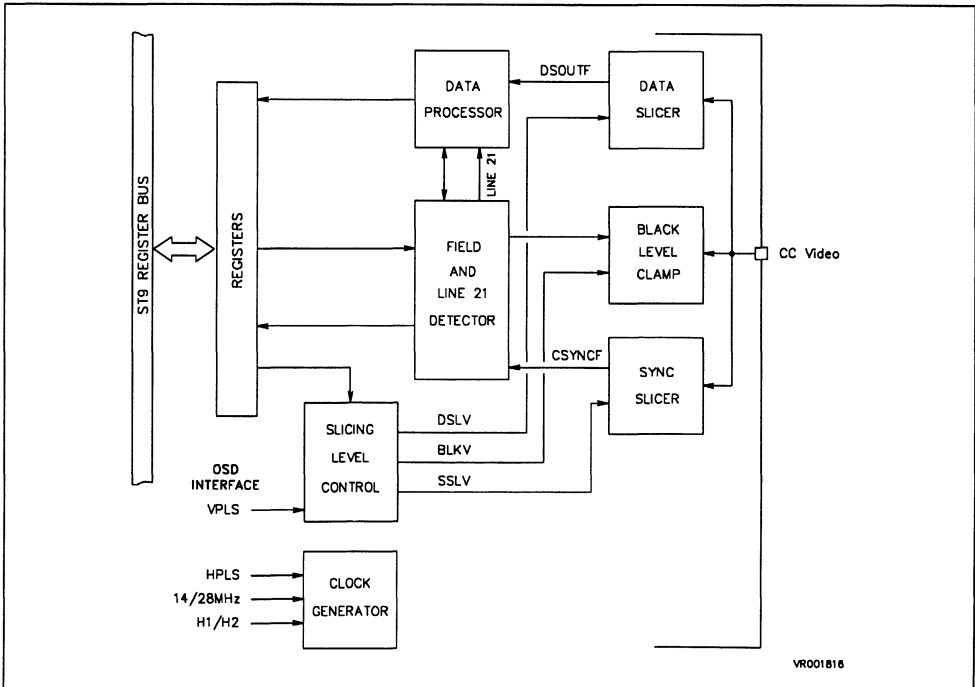 ST9 REGISTER BUS
REGISTERS
DATA
PROCESSOR
DSOUTF
DATA
SLICER
LINE 21
FIELD
AND
LINE 21
DETECTOR
BLACK
LEVEL
CLAMP
CC Video
CSYNCF
SYNC
SLICER
SLICING
LEVEL
CONTROL
DSLV
BLKV
SSLV
OSD
INTERFACE
VPLS
HPLS
14/28MHz
H1/H2
CLOCK
GENERATOR
VR001816